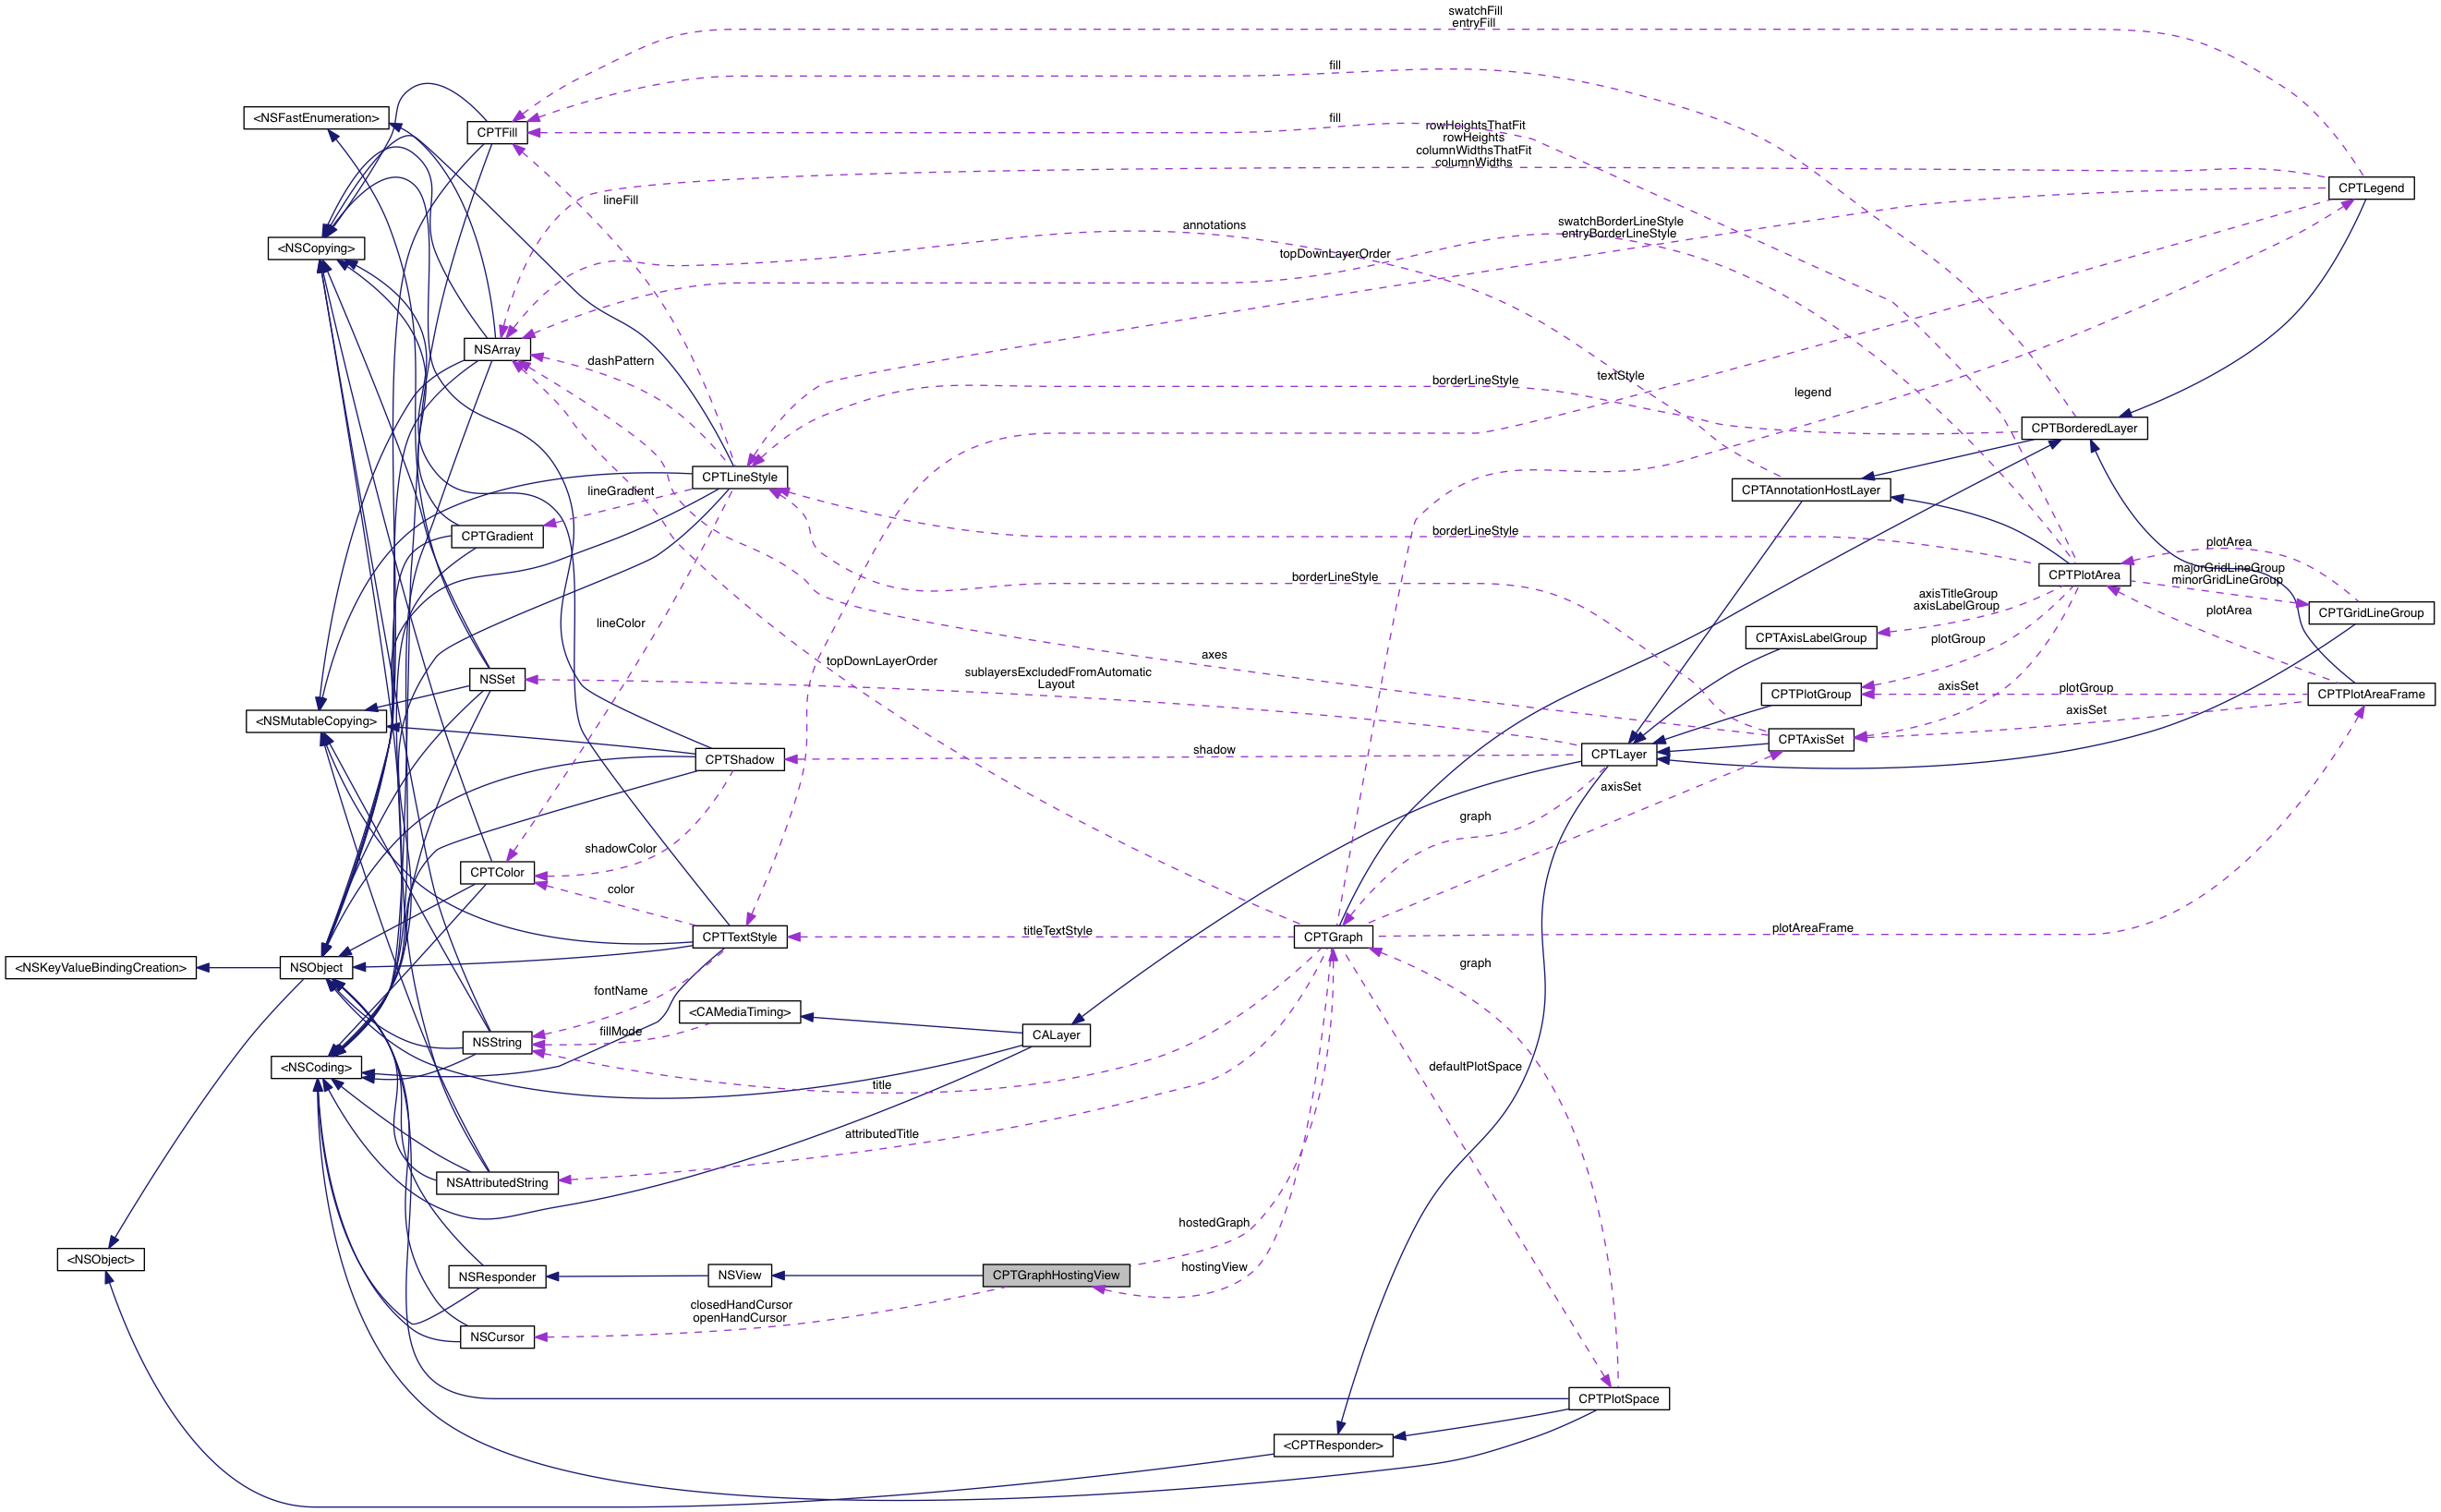 swatchFill
entryFill
fill
<NSFastEnumeration>
fill
CPTFill
rowHeightsThatFit
rowHeights
columnWidthsThatFit
columnWidths
CPTLegend
lineFill
annotations
swatchBorderLineStyle
entryBorderLineStyle
<NSCopying>
topDownLayerOrder
NSArray
dashPattern
textStyle
borderLineStyle
legend
CPTBorderedLayer
CPTLineStyle
lineGradient
CPTAnnotationHostLayer
CPTGradient
borderLineStyle
plotArea
borderLineStyle
CPTPlotArea
majorGridLineGroup
minorGridLineGroup
axisTitleGroup
axisLabelGroup
plotArea
CPTGridLineGroup
lineColor
CPTAxisLabelGroup
plotGroup
axes
topDownLayerOrder
sublayersExcludedFromAutomatic
Layout
NSSet
axisSet
plotGroup
CPTPlotGroup
CPTPlotAreaFrame
axisSet
<NSMutableCopying>
shadow
CPTAxisSet
CPTShadow
CPTLayer
axisSet
graph
shadowColor
CPTColor
color
titleTextStyle
plotAreaFrame
CPTTextStyle
CPTGraph
<NSKeyValueBindingCreation>
NSObject
graph
fontName
<CAMediaTiming>
fillMode
NSString
CALayer
<NSCoding>
title
defaultPlotSpace
attributedTitle
NSAttributedString
hostedGraph
<NSObject>
hostingView
NSResponder
NSView
CPTGraphHostingView
closedHandCursor
openHandCursor
NSCursor
CPTPlotSpace
<CPTResponder>